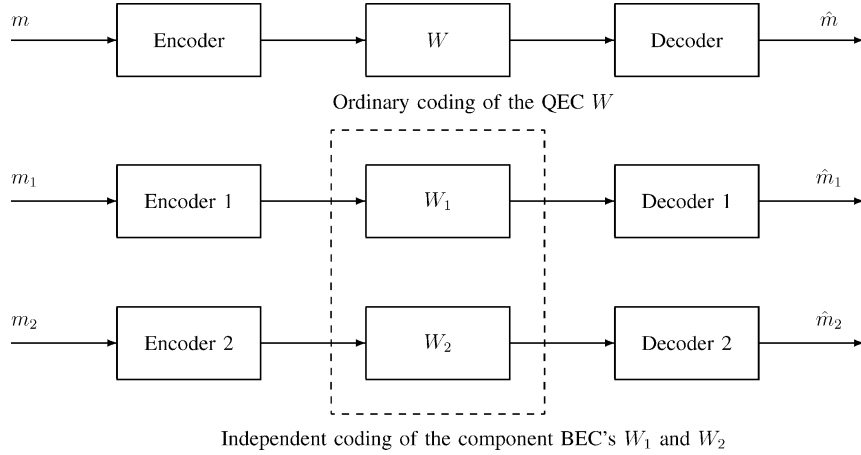 m Encoder W Decoder m̂
Ordinary coding of the QEC W
m₁ Encoder 1 W₁ Decoder 1 m̂₁
m₂ Encoder 2 W₂ Decoder 2 m̂₂
Independent coding of the component BEC's W₁ and W₂